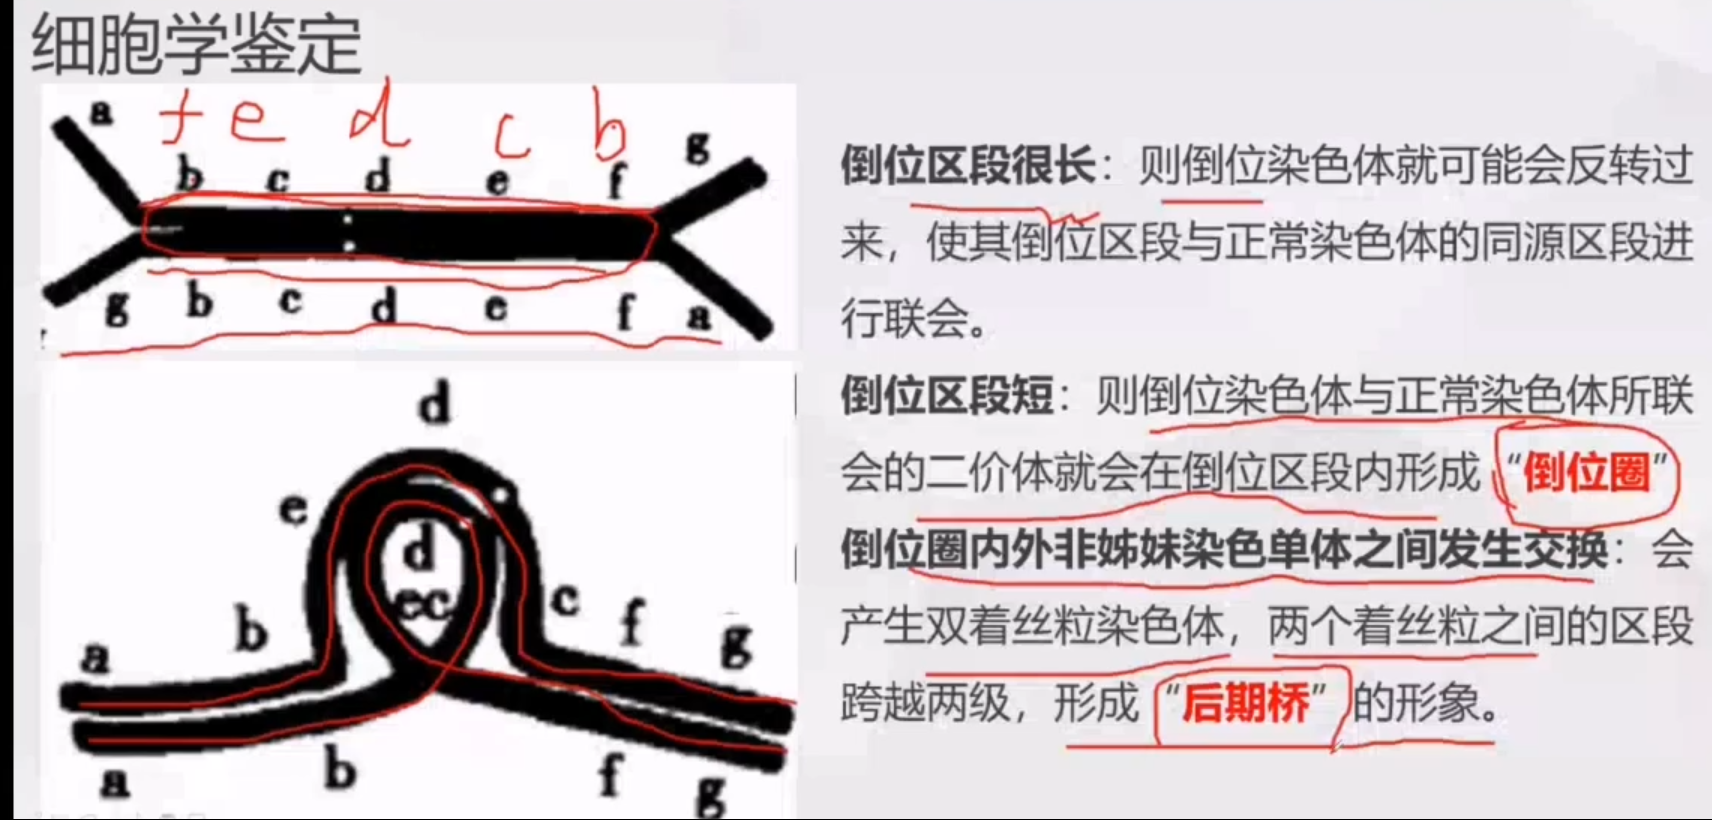 细胞学鉴定
a f e d c b g
b c d e f
g b c d e f a
倒位区段很长：则倒位染色体就可能会反转过
来，使其倒位区段与正常染色体的同源区段进
行联会。
倒位区段短：则倒位染色体与正常染色体所联
会的二价体就会在倒位区段内形成“倒位圈”
倒位圈内外非姊妹染色单体之间发生交换：会
产生双着丝粒染色体，两个着丝粒之间的区段
跨越两级，形成“后期桥”的形象。
d
e
d
ec
c
b
f
a
g
b
f
a
g